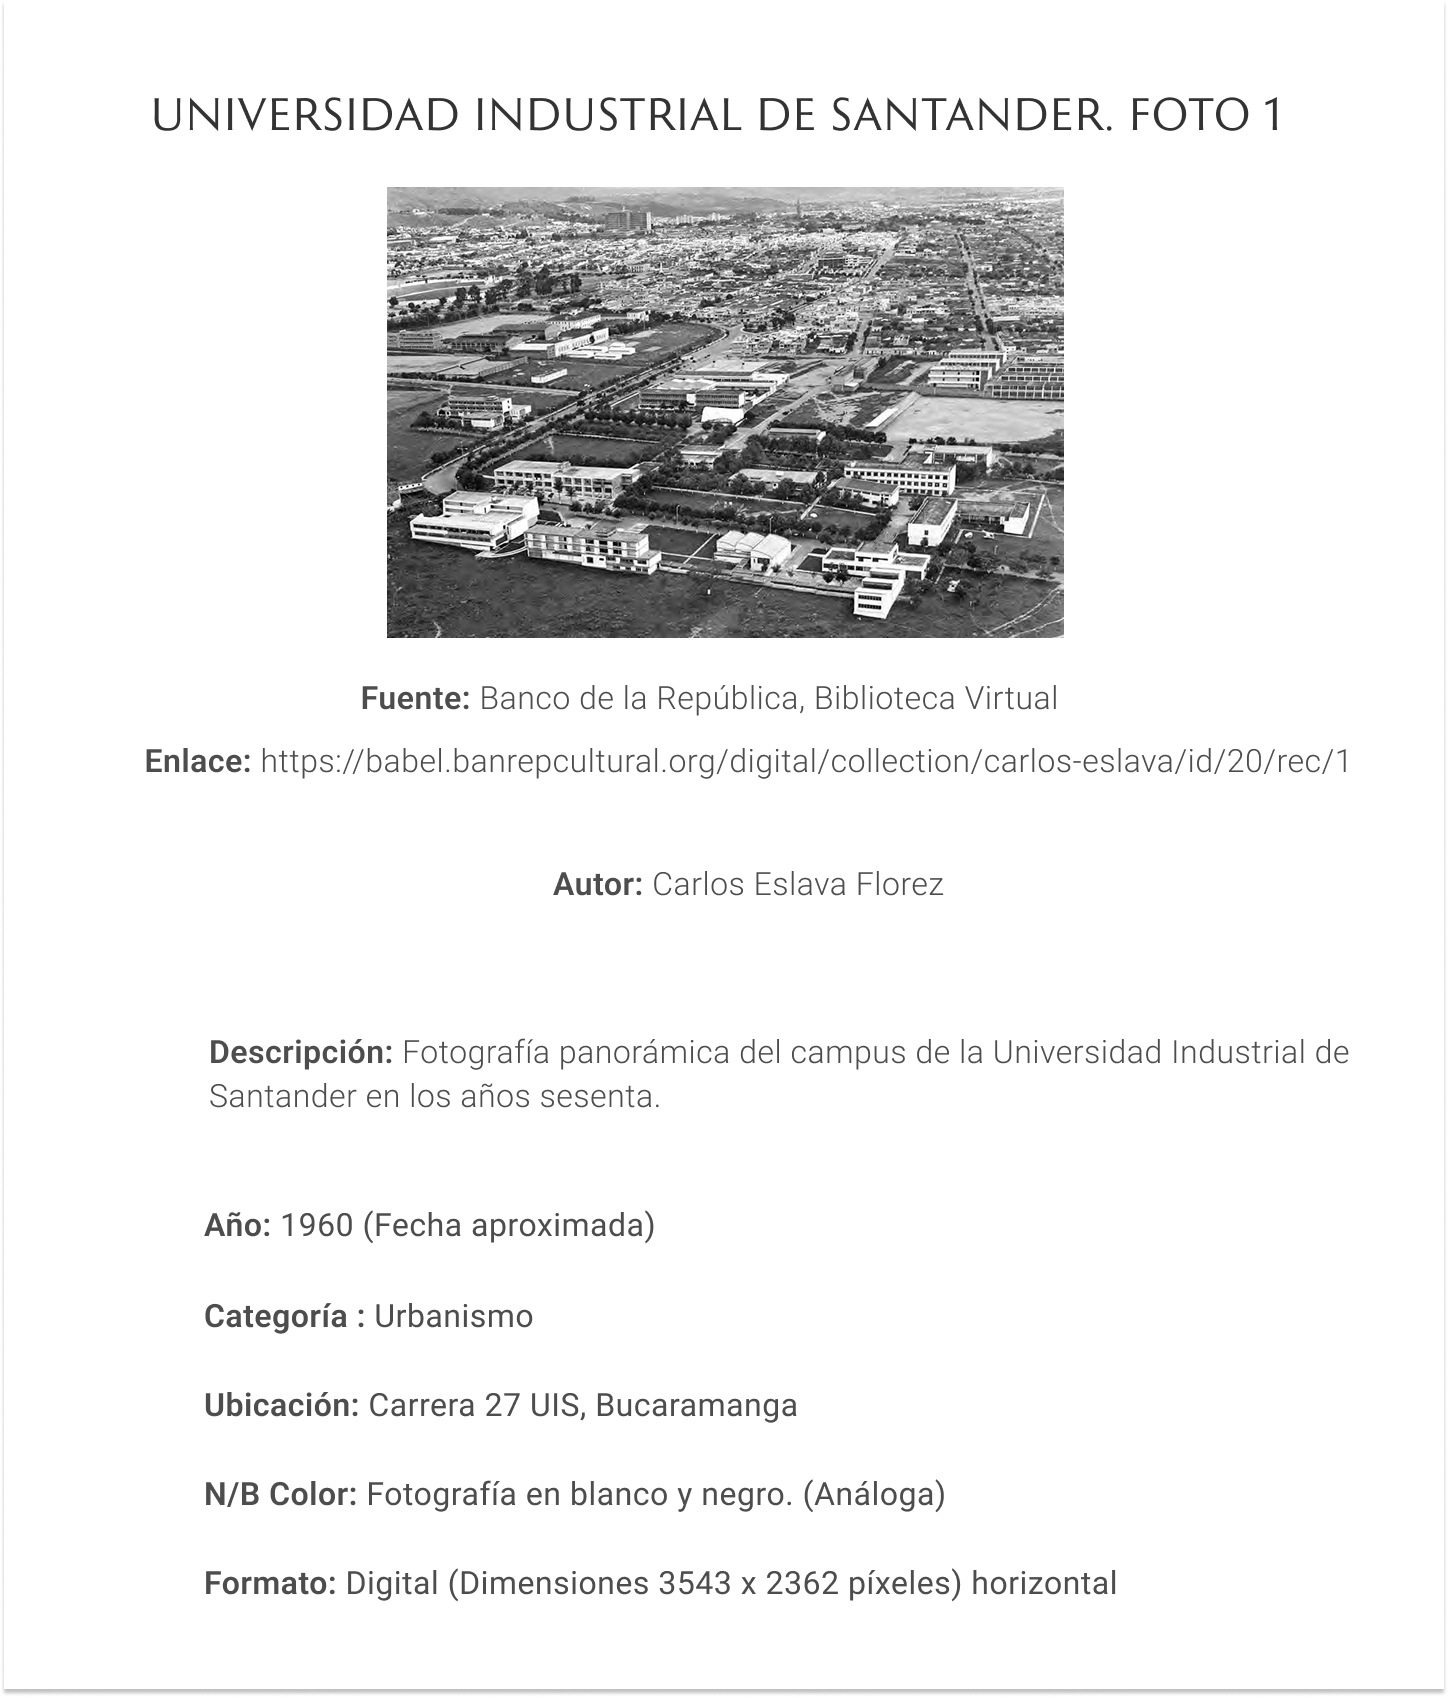 UNIVERSIDAD INDUSTRIAL DE SANTANDER. FOTO 1
Fuente: Banco de la República, Biblioteca Virtual
Enlace: https://babel.banrepcultural.org/digital/collection/carlos-eslava/id/20/rec/1
Autor: Carlos Eslava Florez
Descripción: Fotografía panorámica del campus de la Universidad Industrial de
Santander en los años sesenta.
Año: 1960 (Fecha aproximada)
Categoría : Urbanismo
Ubicación: Carrera 27 UIS, Bucaramanga
N/B Color: Fotografía en blanco y negro. (Análoga)
Formato: Digital (Dimensiones 3543 x 2362 píxeles) horizontal